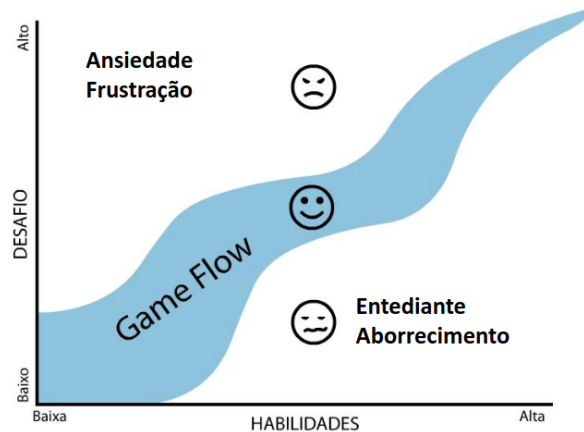 Alto
Ansiedade
Frustração
DESAFIO
Game Flow
Entediante
Aborrecimento
Baixo
Baixa
HABILIDADES
Alta